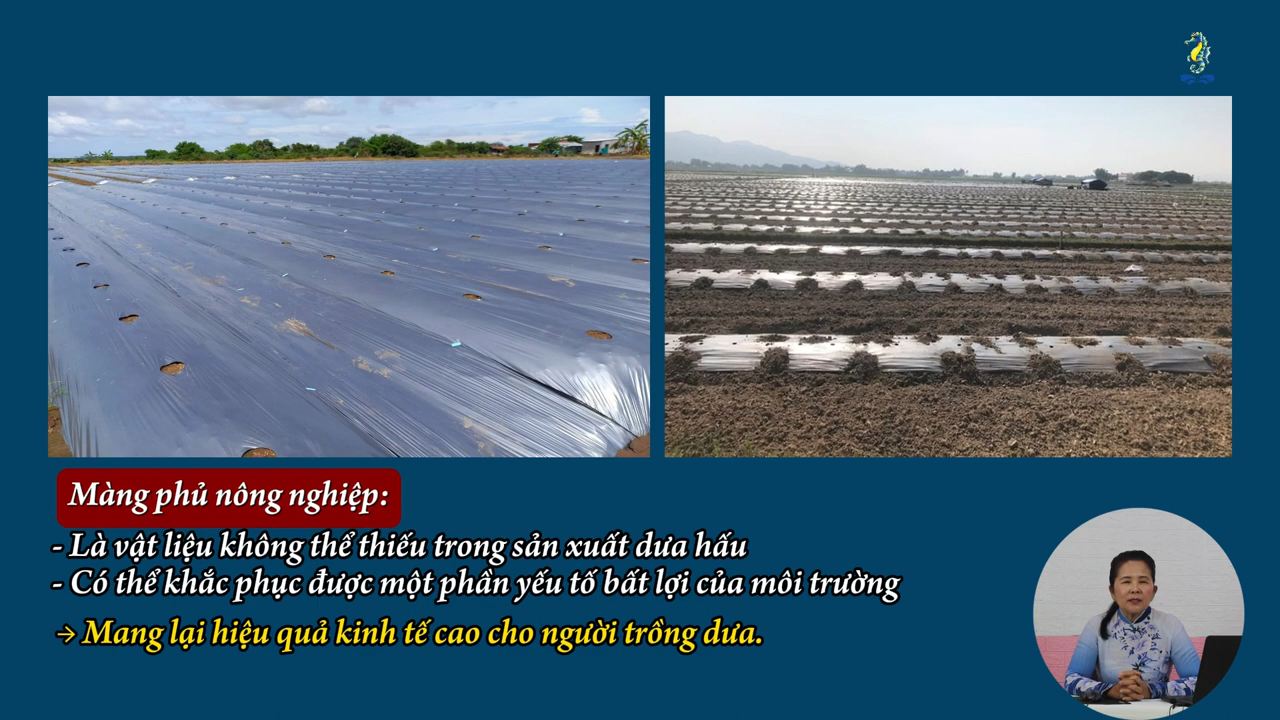 Màng phủ nông nghiệp:
- Là vật liệu không thể thiếu trong sản xuất dưa hấu
- Có thể khắc phục được một phần yếu tố bất lợi của môi trường
→ Mang lại hiệu quả kinh tế cao cho người trồng dưa.